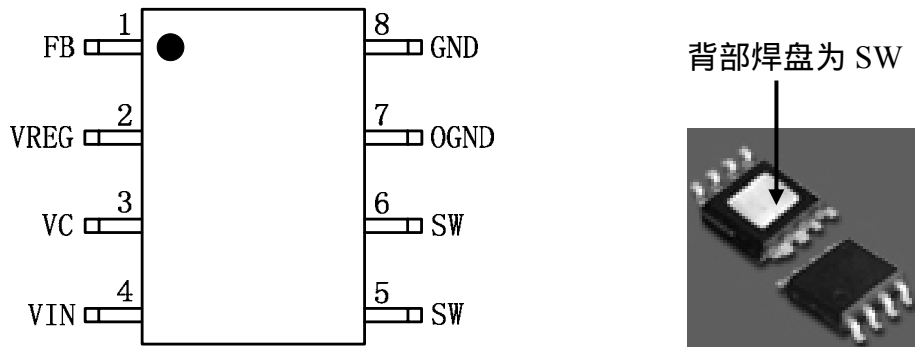 FB 1 8 GND
VREG 2 7 OGND
VC 3 6 SW
VIN 4 5 SW
背部焊盘为 SW